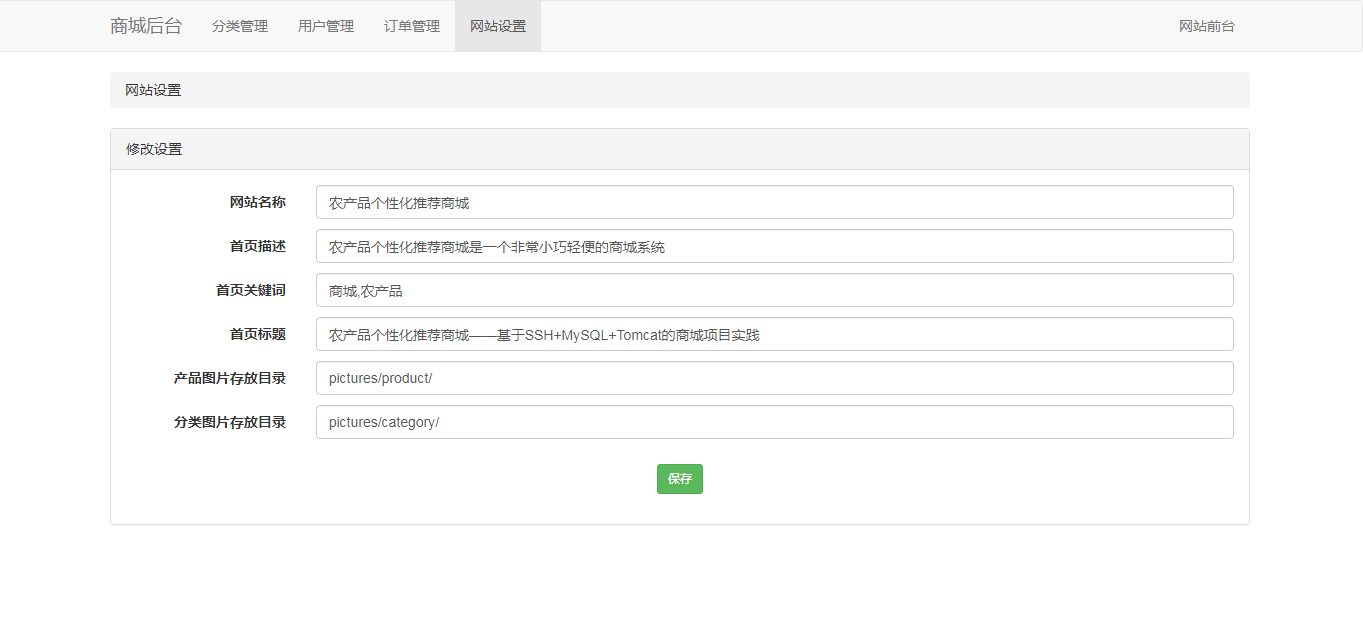 商城后台 分类管理 用户管理 订单管理 网站设置 网站前台
网站设置
修改设置
网站名称 农产品个性化推荐商城
首页描述 农产品个性化推荐商城是一个非常小巧轻便的商城系统
首页关键词 商城,农产品
首页标题 农产品个性化推荐商城——基于SSH+MySQL+Tomcat的商城项目实践
产品图片存放目录 pictures/product/
分类图片存放目录 pictures/category/
保存